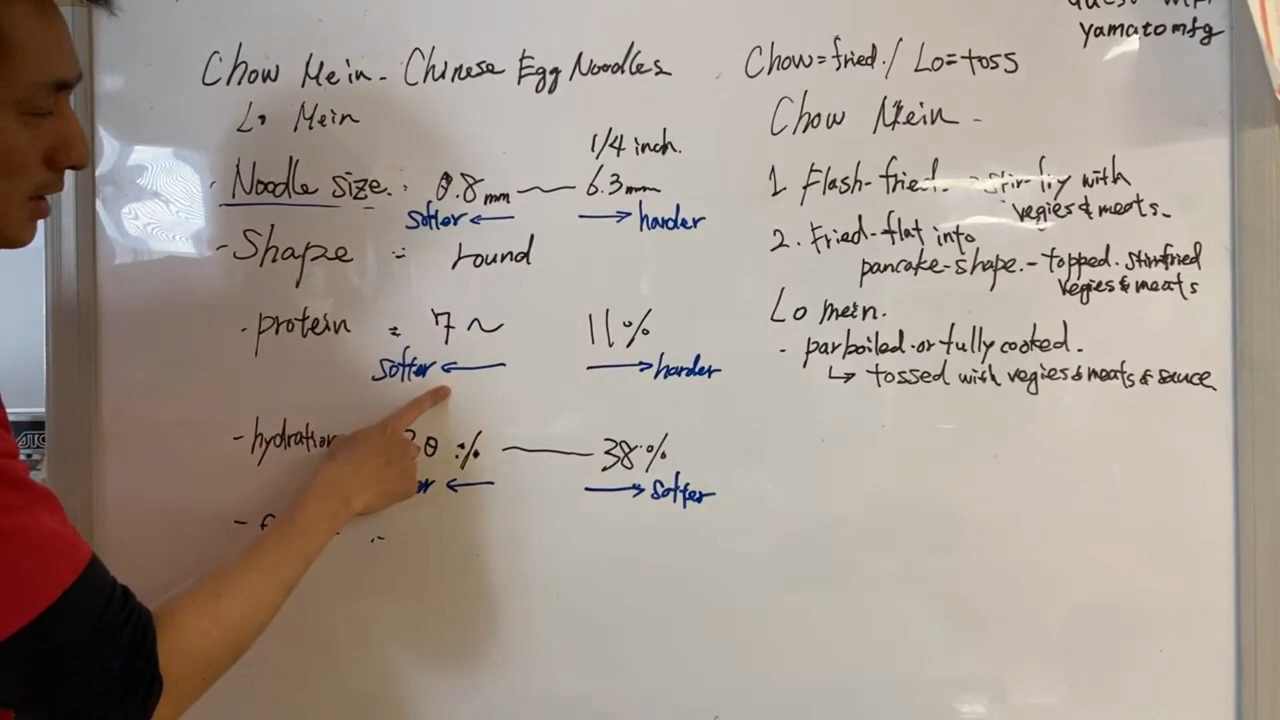 Guest Wifi
yamatomfg
Chow Mein - Chinese Egg Noodles
Lo Mein
· Noodle size : 0.8mm — 1/4 inch. 6.3mm
softer ← → harder
- Shape = round
- protein = 7 ~ 11%
softer ← → harder
- hydration 30 % — 38%
← → softer
Chow = fried. / Lo = toss
Chow Mein -
1 Flash-fried. - stir-fry with
vegies & meats.
2. Fried-flat into
pancake-shape. - topped. stirfried
vegies & meats
Lo mein.
- parboiled or fully cooked.
↳ tossed with vegies & meats & sauce